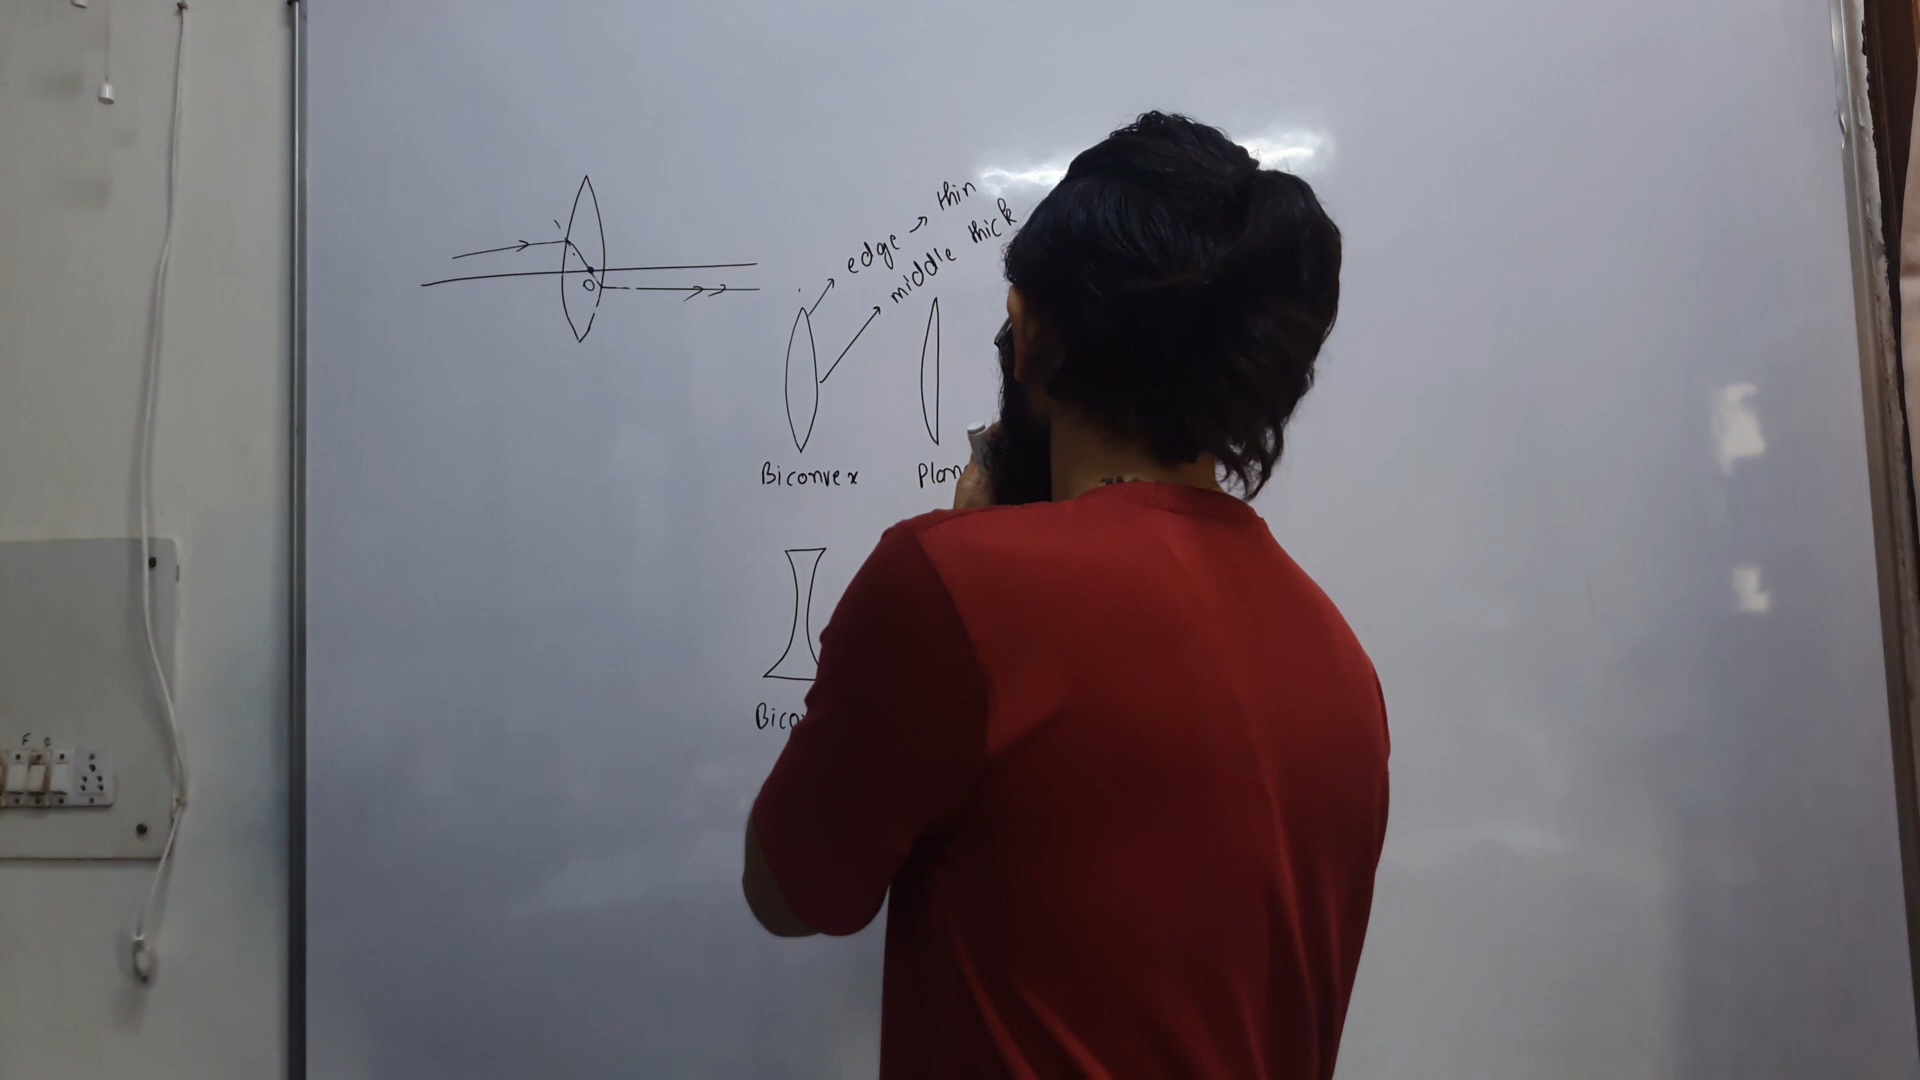 edge → thin
middle thick
O
Biconvex